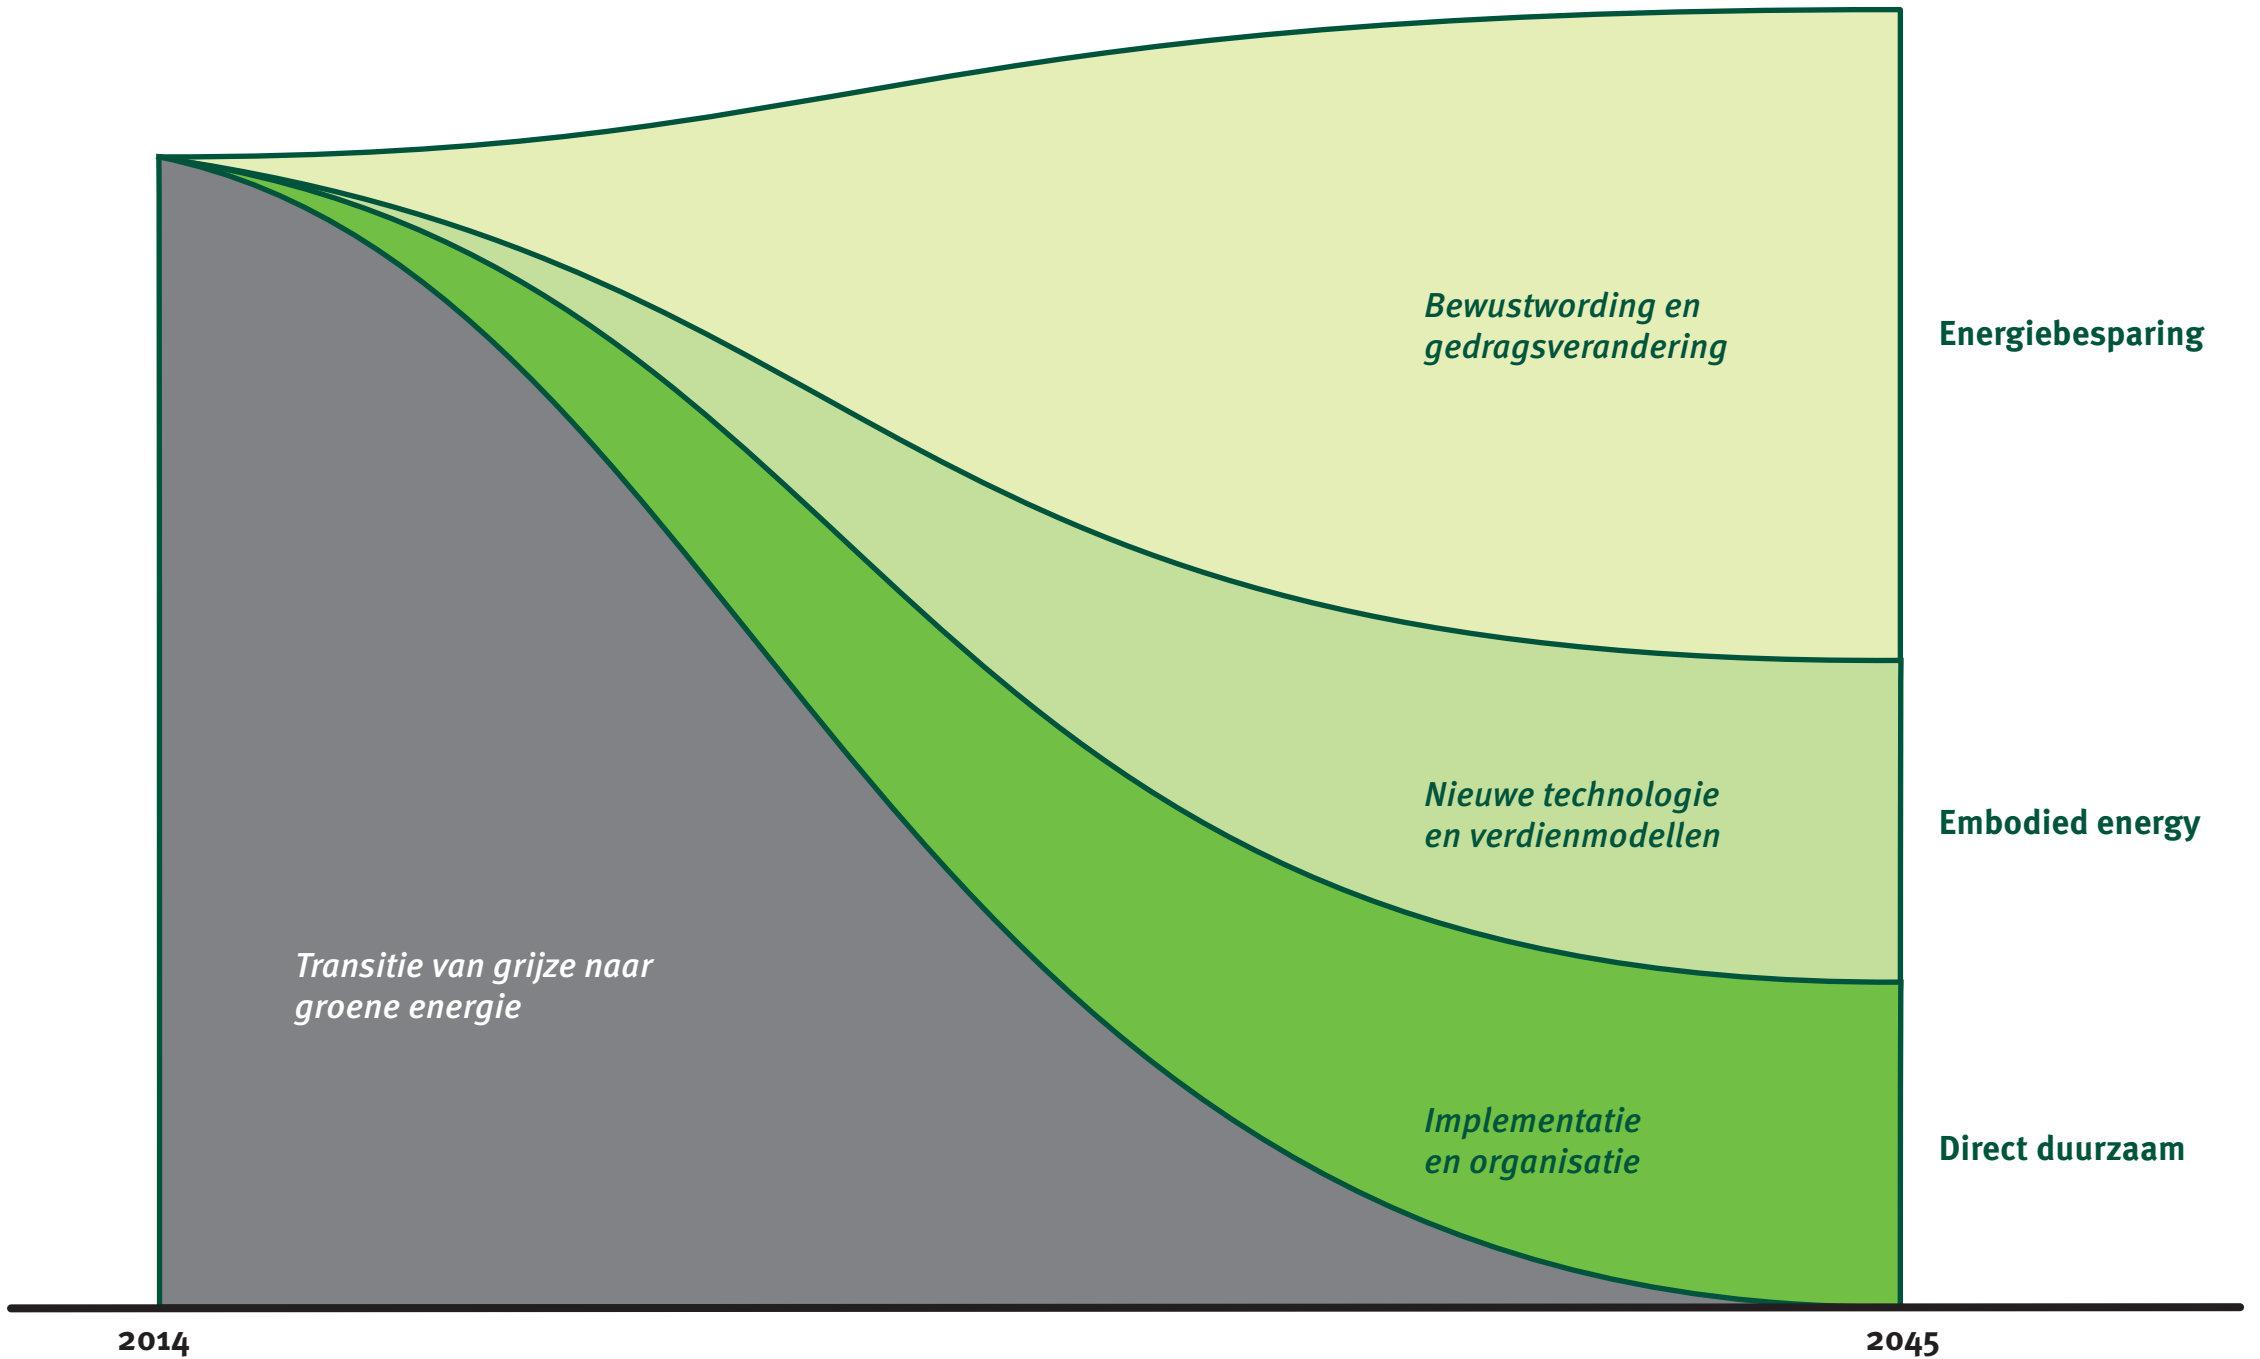 Bewustwording en
gedragsverandering
Energiebesparing
Nieuwe technologie
en verdienmodellen
Embodied energy
Transitie van grijze naar
groene energie
Implementatie
en organisatie
Direct duurzaam
2014
2045